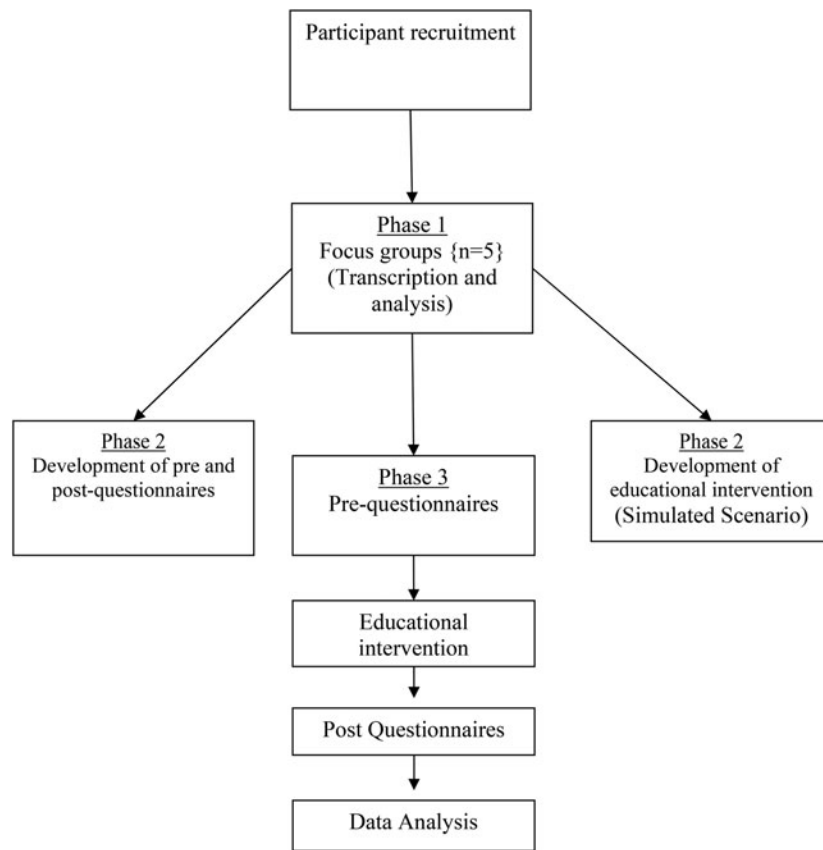 Participant recruitment
Phase 1
Focus groups {n=5}
(Transcription and
analysis)
Phase 2
Development of pre and
post-questionnaires
Phase 3
Pre-questionnaires
Phase 2
Development of
educational intervention
(Simulated Scenario)
Educational
intervention
Post Questionnaires
Data Analysis